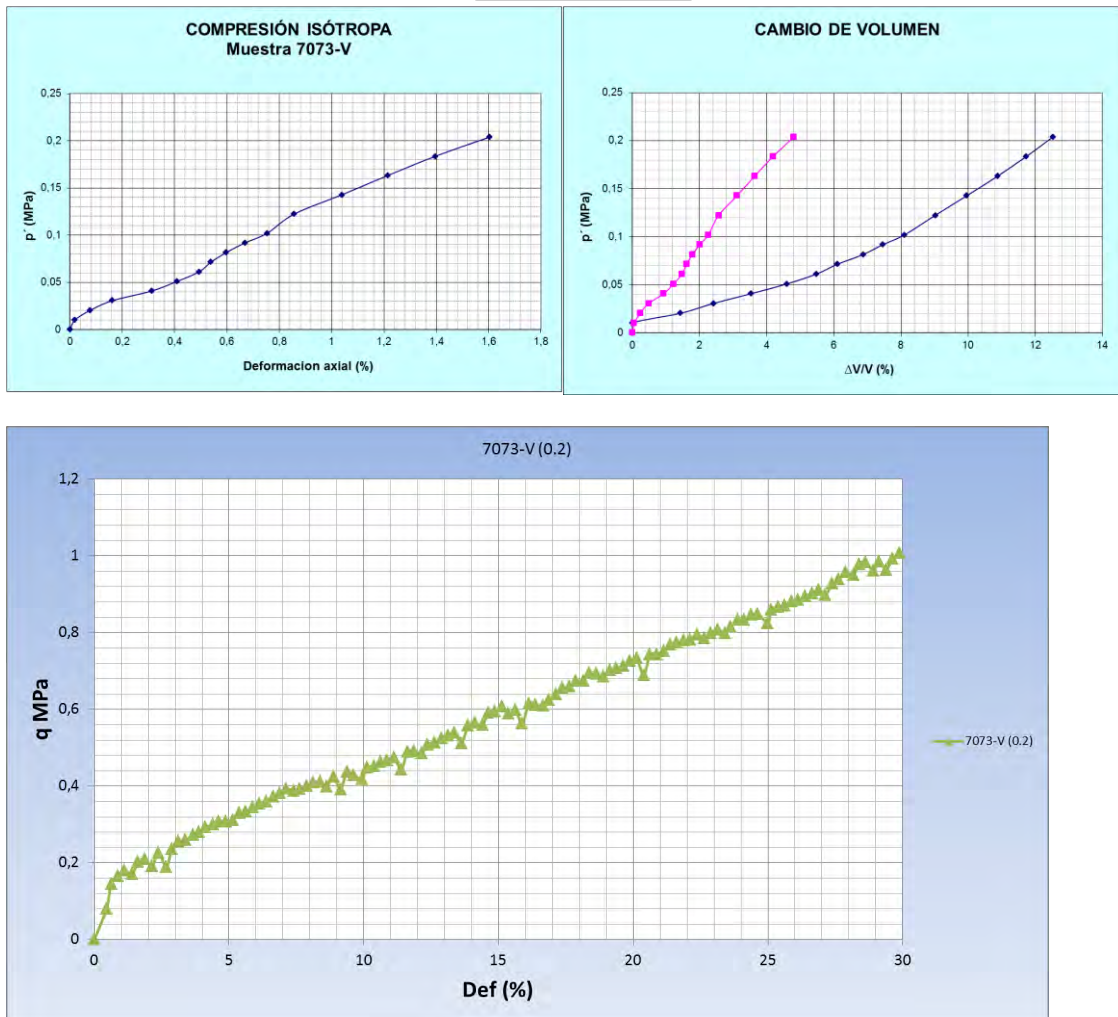 COMPRESIÓN ISÓTROPA
Muestra 7073-V
0,25
0,2
0,15
0,1
0,05
0
p´ (MPa)
0 0,2 0,4 0,6 0,8 1 1,2 1,4 1,6 1,8
Deformacion axial (%)
CAMBIO DE VOLUMEN
0,25
0,2
0,15
0,1
0,05
0
p´ (MPa)
0 2 4 6 8 10 12 14
∆V/V (%)
7073-V (0.2)
1,2
1
0,8
0,6
0,4
0,2
0
q MPa
0 5 10 15 20 25 30
Def (%)
7073-V (0.2)